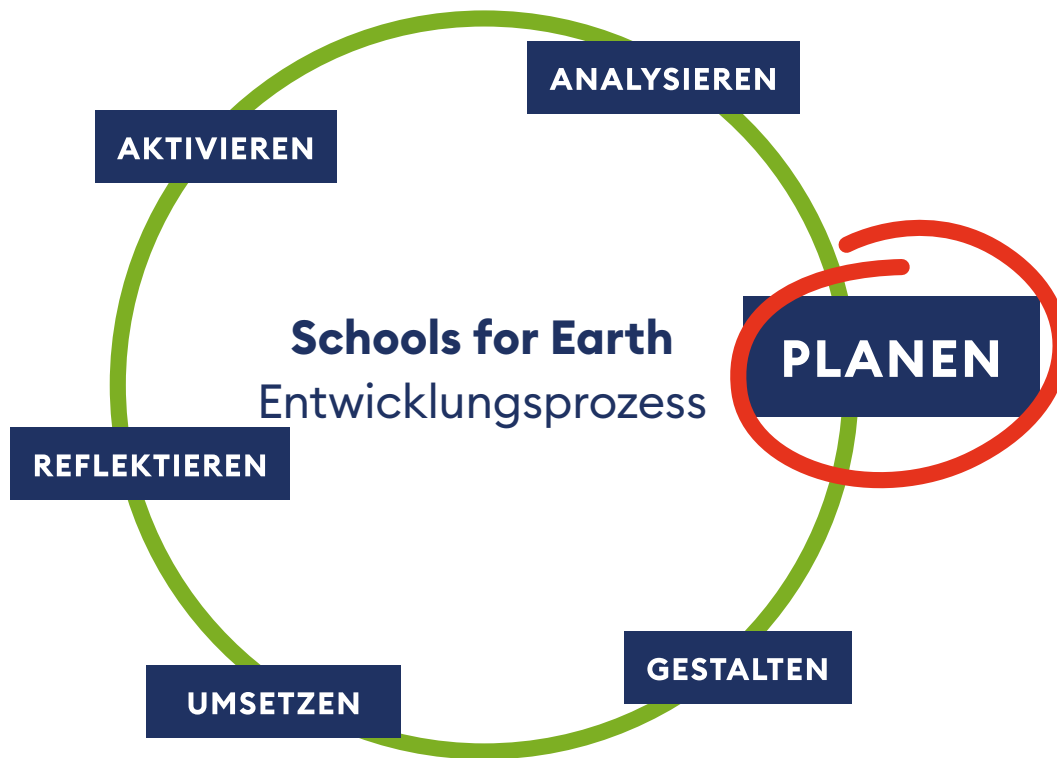 ANALYSIEREN
AKTIVIEREN
Schools for Earth
Entwicklungsprozess
PLANEN
REFLEKTIEREN
GESTALTEN
UMSETZEN